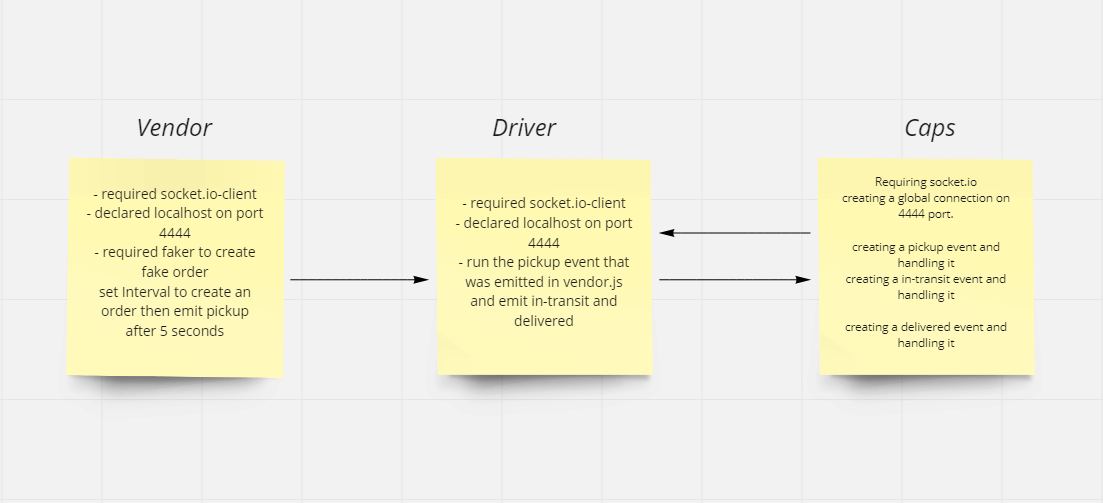 Vendor
- required socket.io-client
- declared localhost on port
4444
- required faker to create
fake order
set Interval to create an
order then emit pickup
after 5 seconds
Driver
- required socket.io-client
- declared localhost on port
4444
- run the pickup event that
was emitted in vendor.js
and emit in-transit and
delivered
Caps
Requiring socket.io
creating a global connection on
4444 port.
creating a pickup event and
handling it
creating a in-transit event and
handling it
creating a delivered event and
handling it